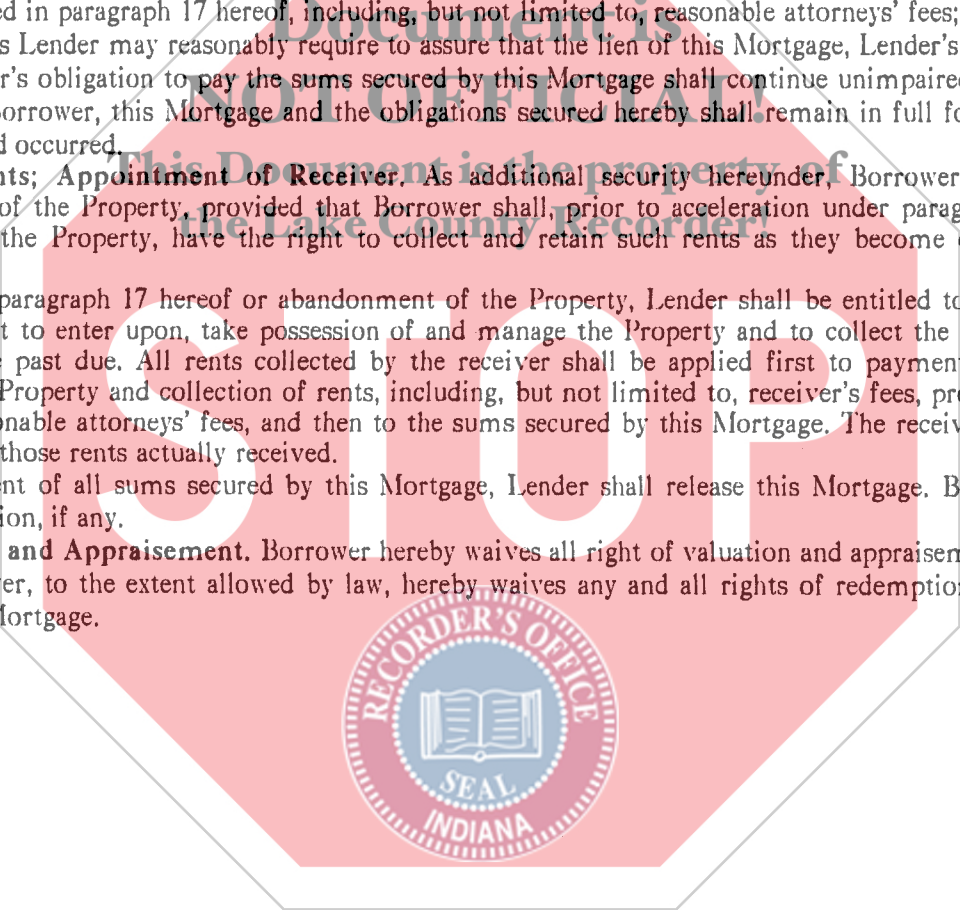 Document is
NOT OFFICIAL!
This Document is the property of
the Lake County Recorder!
ed in paragraph 17 hereof, including, but not limited to, reasonable attorneys' fees;
s Lender may reasonably require to assure that the lien of this Mortgage, Lender's
r's obligation to pay the sums secured by this Mortgage shall continue unimpaire
orrower, this Mortgage and the obligations secured hereby shall remain in full fo
d occurred.
nts; Appointment of Receiver. As additional security hereunder, Borrower
of the Property, provided that Borrower shall, prior to acceleration under parag
the Property, have the right to collect and retain such rents as they become
paragraph 17 hereof or abandonment of the Property, Lender shall be entitled to
t to enter upon, take possession of and manage the Property and to collect the
past due. All rents collected by the receiver shall be applied first to payment
Property and collection of rents, including, but not limited to, receiver's fees, pre
onable attorneys' fees, and then to the sums secured by this Mortgage. The receiv
those rents actually received.
nt of all sums secured by this Mortgage, Lender shall release this Mortgage. B
ion, if any.
and Appraisement. Borrower hereby waives all right of valuation and appraisem
er, to the extent allowed by law, hereby waives any and all rights of redemption
Mortgage.
STOP
RECORDER'S OFFICE
SEAL
INDIANA